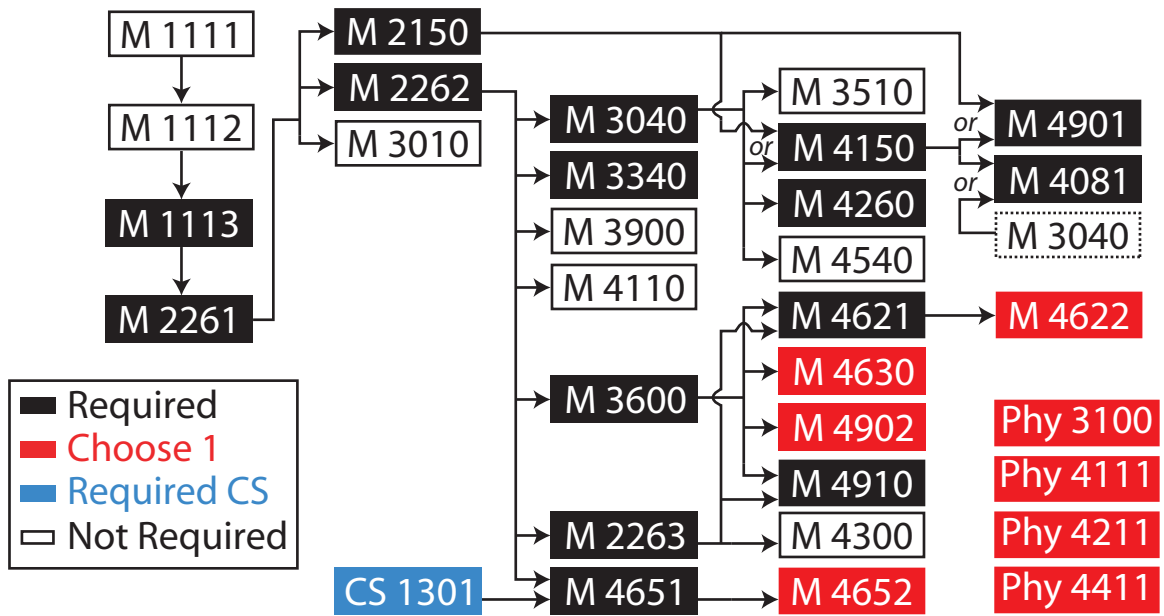 M 1111
M 1112
M 1113
M 2261
M 2150
M 2262
M 3010
M 3040
M 3340
M 3900
M 4110
M 3600
M 2263
CS 1301
M 4651
M 3510
or
M 4150
M 4260
M 4540
M 4621
M 4630
M 4902
M 4910
M 4300
M 4652
or
M 4901
or
M 4081
M 3040
M 4622
Phy 3100
Phy 4111
Phy 4211
Phy 4411
Required
Choose 1
Required CS
Not Required